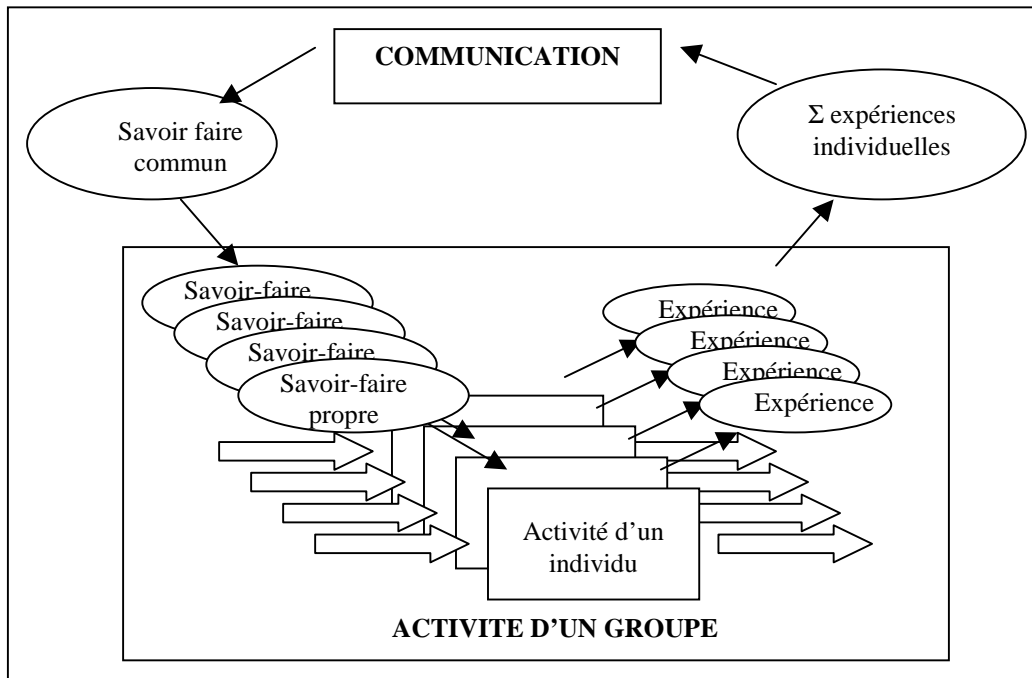 COMMUNICATION
Savoir faire
commun
Σ expériences
individuelles
Savoir-faire
Savoir-faire
Savoir-faire
Savoir-faire
propre
Expérience
Expérience
Expérience
Expérience
Activité d’un
individu
ACTIVITE D’UN GROUPE